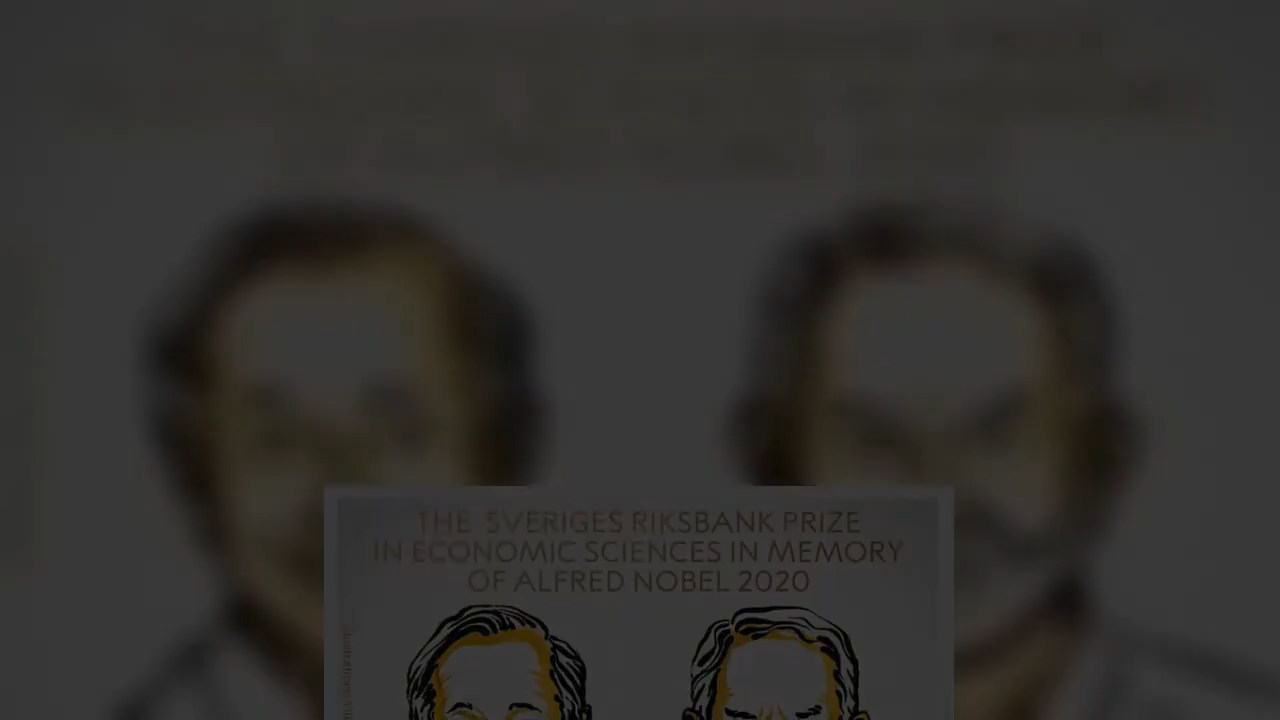 THE SVERIGES RIKSBANK PRIZE
IN ECONOMIC SCIENCES IN MEMORY
OF ALFRED NOBEL 2020